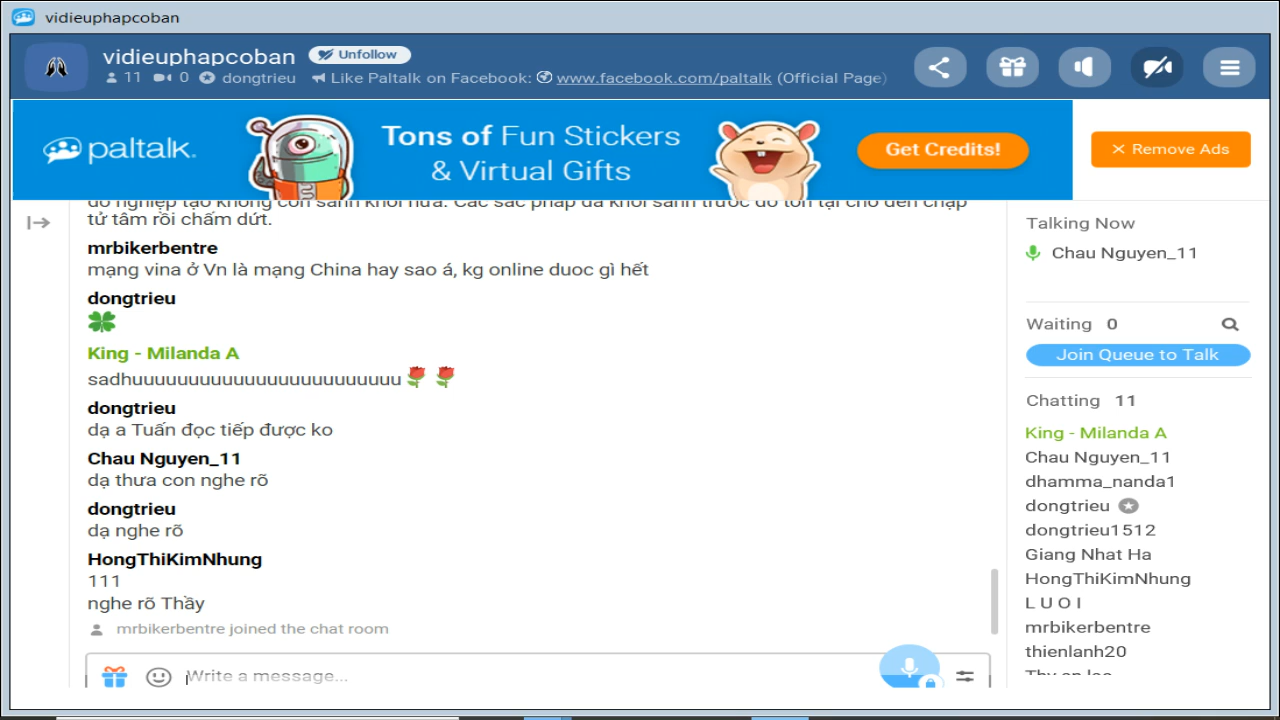 vidieuphapcoban
vidieuphapcoban Unfollow
11 0 dongtrieu Like Paltalk on Facebook: www.facebook.com/paltalk (Official Page)
paltalk.
Tons of Fun Stickers
& Virtual Gifts
Get Credits!
Remove Ads
do nghiệp tạo không còn sanh khởi nữa. Các sắc pháp đã khởi sanh trước đó tồn tại cho đến chập
tử tâm rồi chấm dứt.
mrbikerbentre
mạng vina ở Vn là mạng China hay sao á, kg online duoc gì hết
dongtrieu
🍀
King - Milanda A
sadhuuuuuuuuuuuuuuuuuuuuuuuu🌹 🌹
dongtrieu
dạ a Tuấn đọc tiếp được ko
Chau Nguyen_11
dạ thưa con nghe rõ
dongtrieu
dạ nghe rõ
HongThiKimNhung
111
nghe rõ Thầy
mrbikerbentre joined the chat room
Write a message...
Talking Now
Chau Nguyen_11
Waiting 0
Join Queue to Talk
Chatting 11
King - Milanda A
Chau Nguyen_11
dhamma_nanda1
dongtrieu
dongtrieu1512
Giang Nhat Ha
HongThiKimNhung
L U O I
mrbikerbentre
thienlanh20